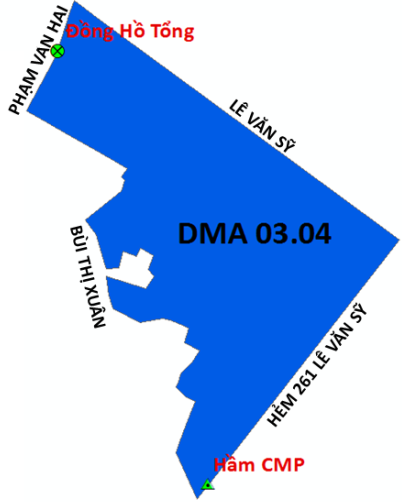 PHẠM VAN HAI
Đồng Hồ Tổng
LÊ VĂN SỸ
DMA 03.04
BÙI THỊ XUÂN
HẺM 261 LÊ VĂN SỸ
Hầm CMP